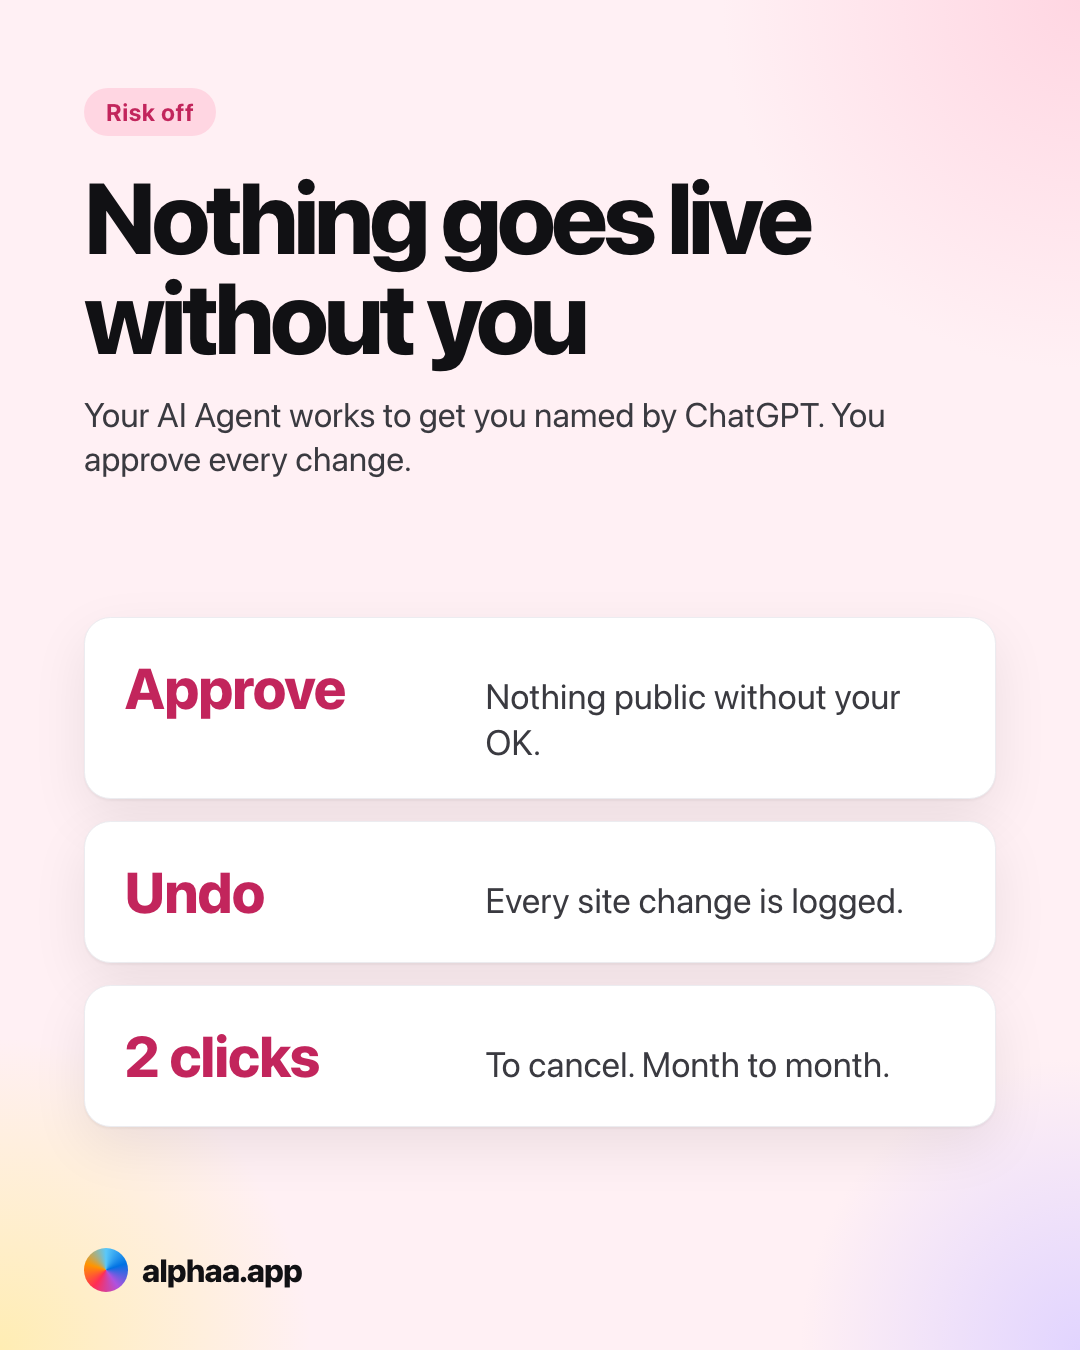 Risk off
Nothing goes live
without you
Your AI Agent works to get you named by ChatGPT. You
approve every change.
Approve
Nothing public without your
OK.
Undo
Every site change is logged.
2 clicks
To cancel. Month to month.
alphaa.app